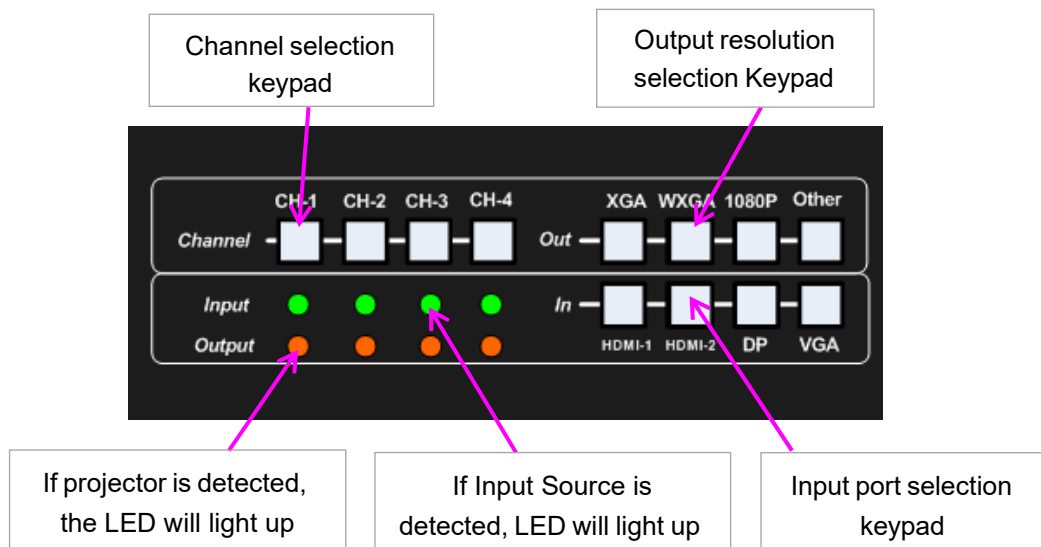 Channel selection
keypad
Output resolution
selection Keypad
CH-1 CH-2 CH-3 CH-4 XGA WXGA 1080P Other
Channel Out
Input In
Output HDMI-1 HDMI-2 DP VGA
If projector is detected,
the LED will light up
If Input Source is
detected, LED will light up
Input port selection
keypad